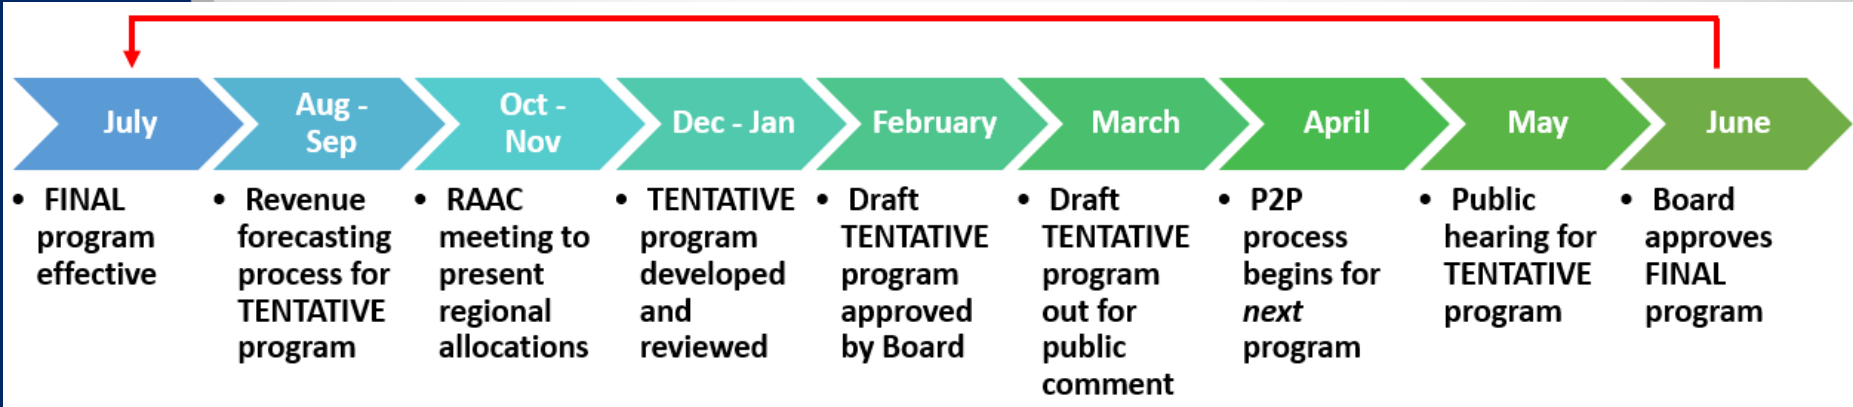 July
Aug -
Sep
Oct -
Nov
Dec - Jan
February
March
April
May
June
• FINAL
program
effective
• Revenue
forecasting
process for
TENTATIVE
program
• RAAC
meeting to
present
regional
allocations
• TENTATIVE
program
developed
and
reviewed
• Draft
TENTATIVE
program
approved
by Board
• Draft
TENTATIVE
program
out for
public
comment
• P2P
process
begins for
next
program
• Public
hearing for
TENTATIVE
program
• Board
approves
FINAL
program